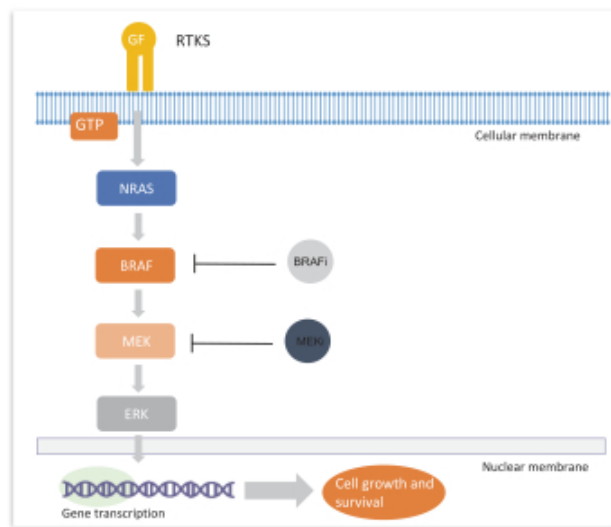 GF
RTKS
GTP
Cellular membrane
NRAS
BRAF
BRAFi
MEK
MEKi
ERK
Nuclear membrane
Cell growth and
survival
Gene transcription